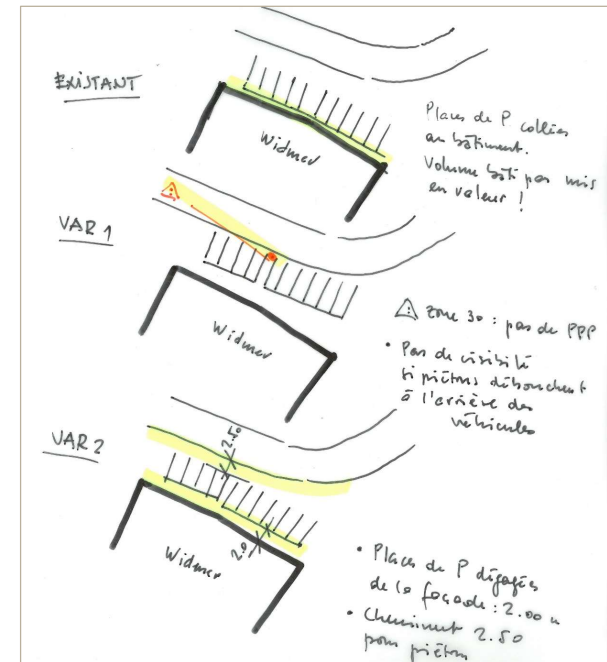 EXISTANT
Widmer
Places de P collées
au bâtiment.
Volume bâti pas mis
en valeur !
VAR 1
Widmer
⚠ Zone 30 : pas de PPP
• Pas de visibilité
si piétons débouchent
à l'arrière des
véhicules
VAR 2
2.50
2.0
Widmer
• Places de P dégagées
de la façade : 2.00 m
• Cheminement 2.50
pour piétons